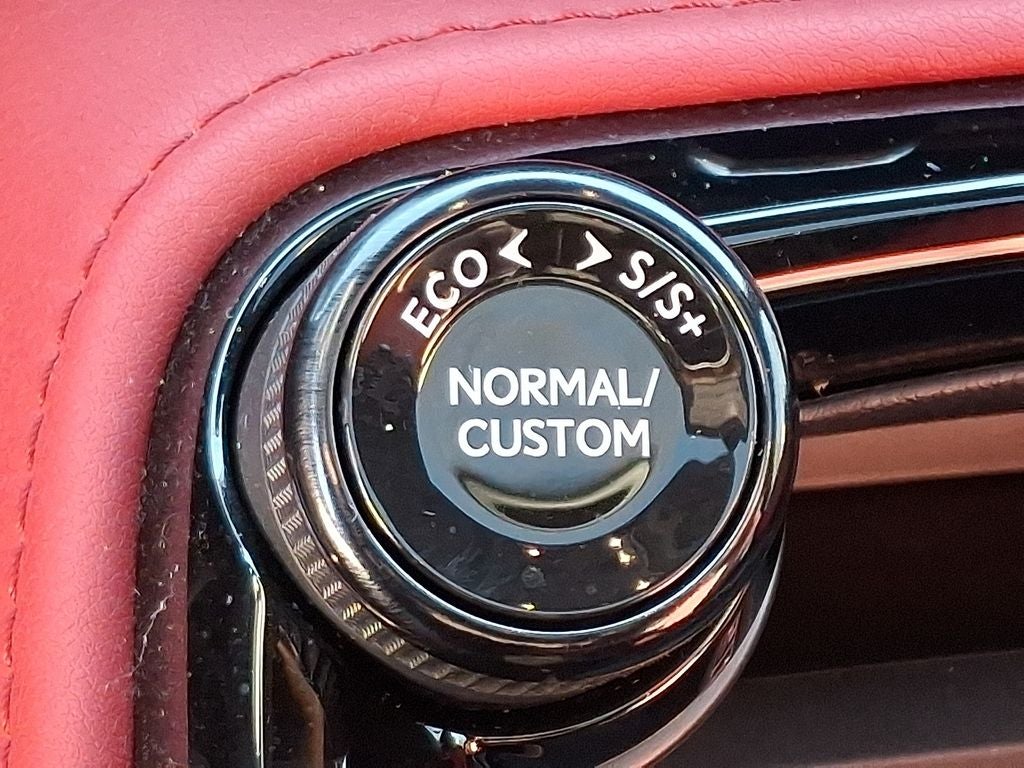 ECO < > S/S+
NORMAL/
CUSTOM